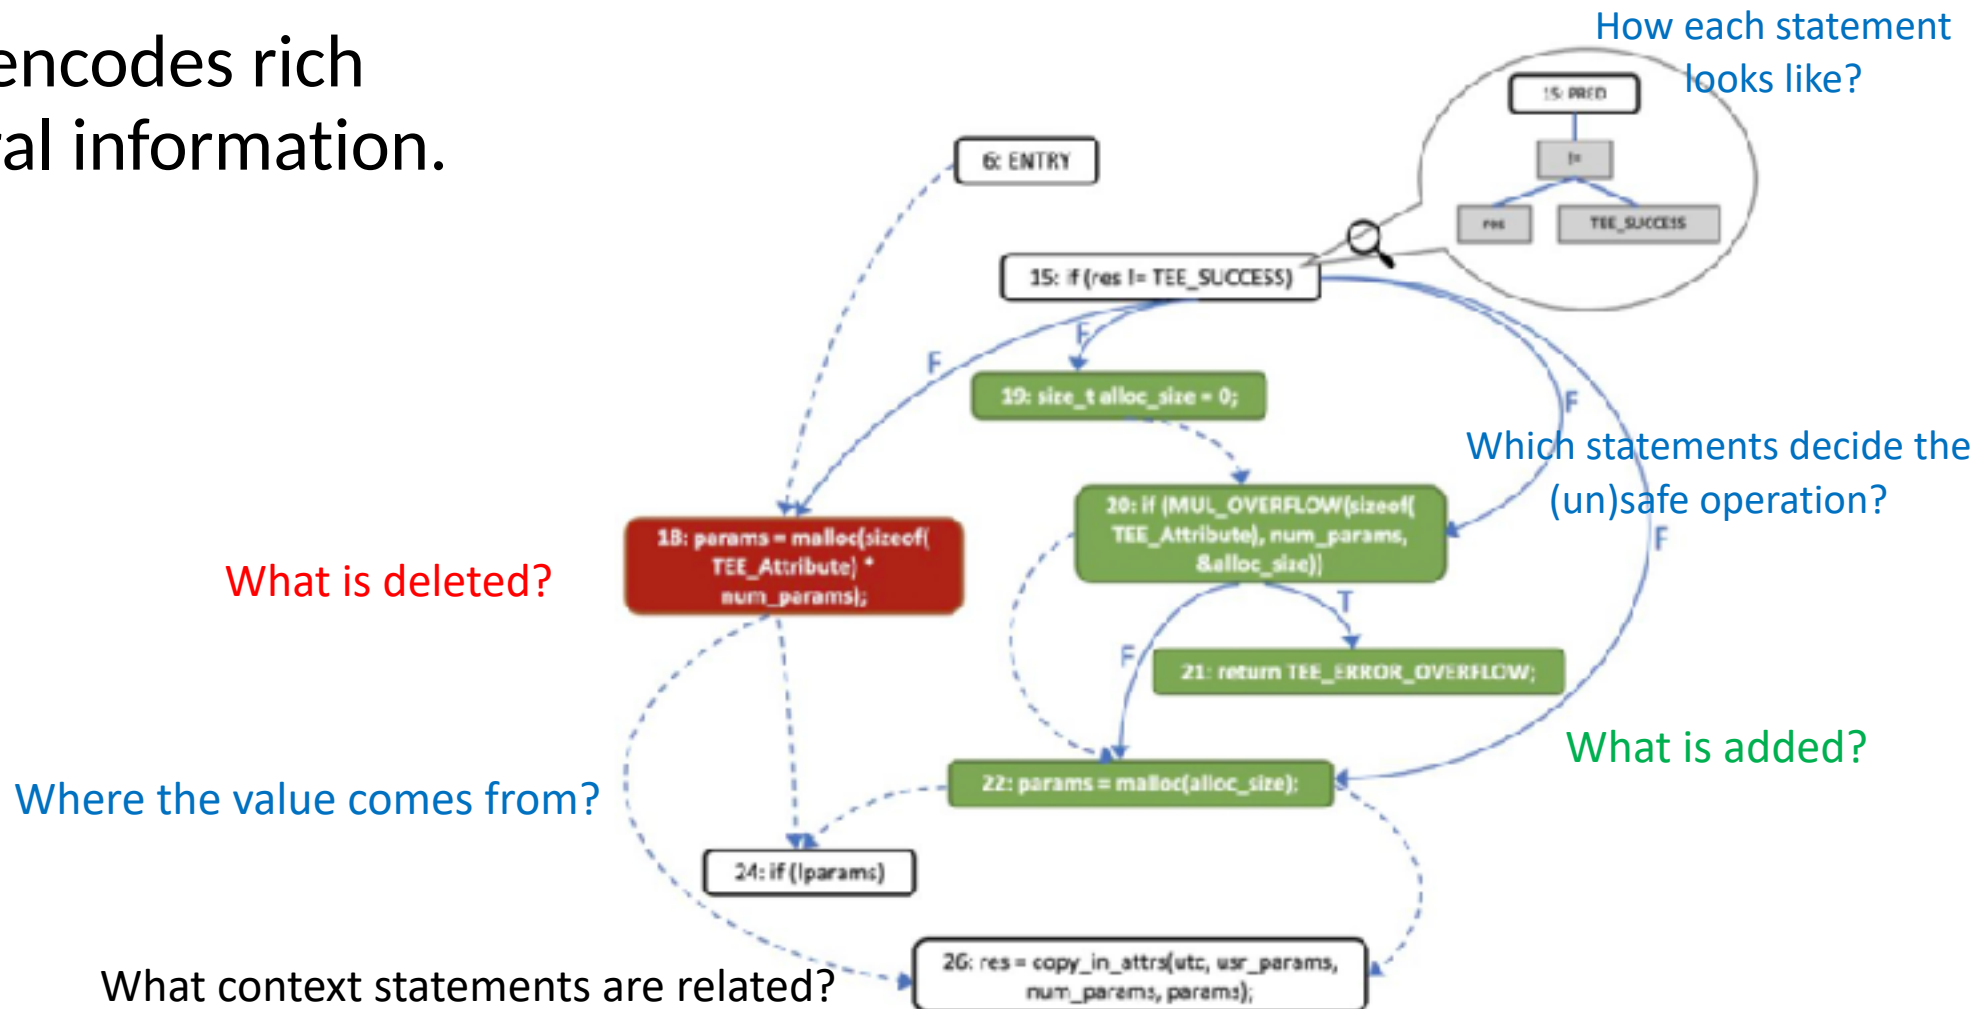 encodes rich
ral information.
How each statement
looks like?
15: PRED
!=
res
TEE_SUCCESS
6: ENTRY
15: if (res != TEE_SUCCESS)
F
F
F
F
19: size_t alloc_size = 0;
Which statements decide the
(un)safe operation?
20: if (MUL_OVERFLOW(sizeof(
TEE_Attribute), num_params,
&alloc_size))
18: params = malloc(sizeof(
TEE_Attribute) *
num_params);
What is deleted?
T
F
21: return TEE_ERROR_OVERFLOW;
What is added?
22: params = malloc(alloc_size);
Where the value comes from?
24: if (!params)
26: res = copy_in_attrs(utc, usr_params,
num_params, params);
What context statements are related?